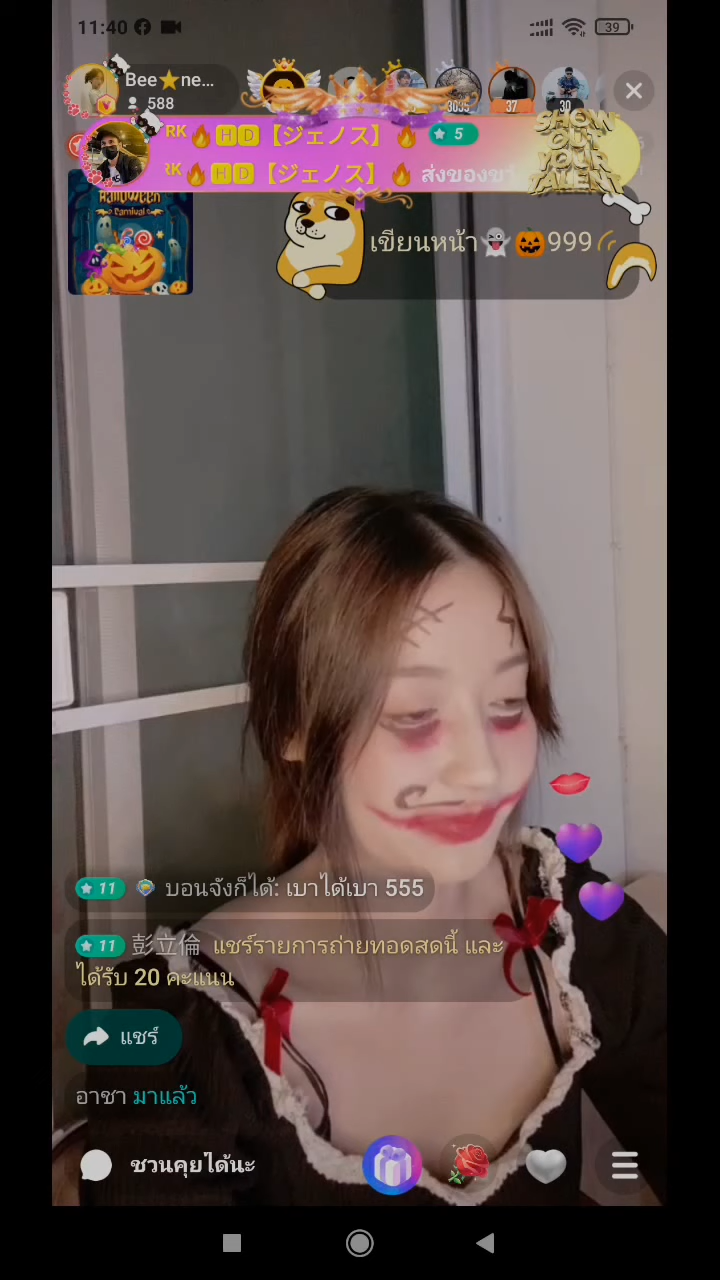 11:40
39
Bee⭐ne...
588
3095
37
30
RK🔥HD【ジェノス】🔥 5
RK🔥HD【ジェノス】🔥 ส่งของขว
SHOW OUT YOUR TALENT
Halloween
Carnival
เขียนหน้า👻🎃999
11 บอนจังก็ได้: เบาได้เบา 555
11 彭立倫 แชร์รายการถ่ายทอดสดนี้ และ
ได้รับ 20 คะแนน
แชร์
อาชา มาแล้ว
ชวนคุยได้นะ